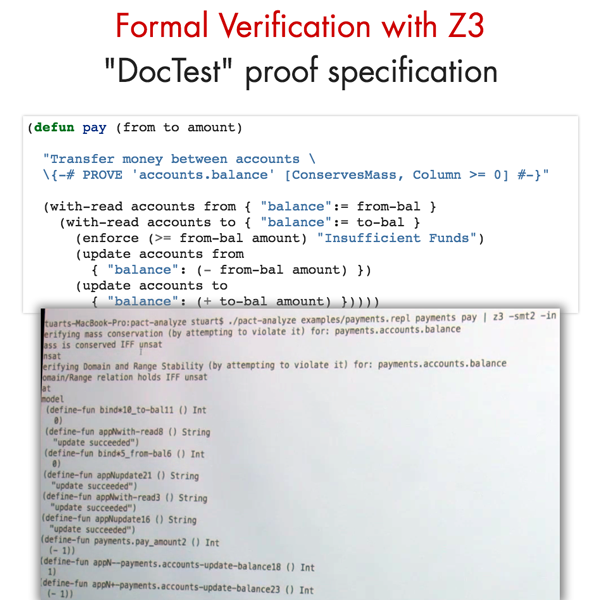 Formal Verification with Z3
"DocTest" proof specification
(defun pay (from to amount)
"Transfer money between accounts \
\{-# PROVE 'accounts.balance' [ConservesMass, Column >= 0] #-}"
(with-read accounts from { "balance":= from-bal }
(with-read accounts to { "balance":= to-bal }
(enforce (>= from-bal amount) "Insufficient Funds")
(update accounts from
{ "balance": (- from-bal amount) })
(update accounts to
{ "balance": (+ to-bal amount) }))))
tuarts-MacBook-Pro:pact-analyze stuart$ ./pact-analyze examples/payments.repl payments pay | z3 -smt2 -in
erifying mass conservation (by attempting to violate it) for: payments.accounts.balance
ass is conserved IFF unsat
nsat
erifying Domain and Range Stability (by attempting to violate it) for: payments.accounts.balance
omain/Range relation holds IFF unsat
at
model
(define-fun bind*10_to-bal11 () Int
0)
(define-fun appNwith-read8 () String
"update succeeded")
(define-fun bind*5_from-bal6 () Int
0)
(define-fun appNupdate21 () String
"update succeeded")
(define-fun appNwith-read3 () String
"update succeeded")
(define-fun appNupdate16 () String
"update succeeded")
(define-fun payments.pay_amount2 () Int
(- 1))
(define-fun appN--payments.accounts-update-balance18 () Int
1)
(define-fun appN+-payments.accounts-update-balance23 () Int
(- 1))